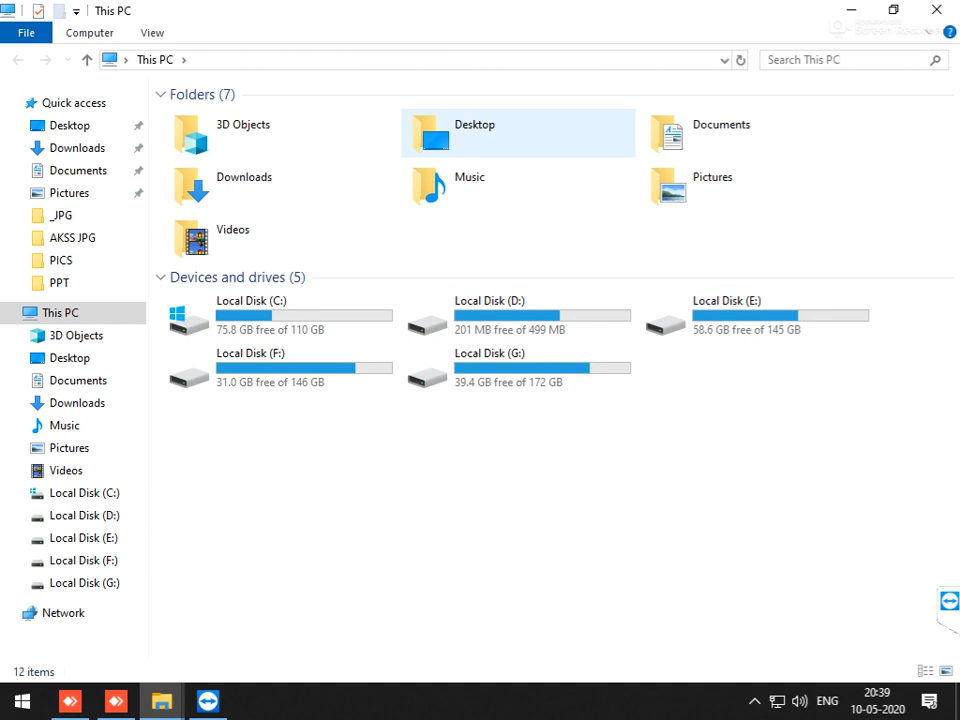 This PC
File Computer View
This PC
Search This PC
Quick access
Desktop
Downloads
Documents
Pictures
_JPG
AKSS JPG
PICS
PPT
This PC
3D Objects
Desktop
Documents
Downloads
Music
Pictures
Videos
Local Disk (C:)
Local Disk (D:)
Local Disk (E:)
Local Disk (F:)
Local Disk (G:)
Network
Folders (7)
3D Objects
Desktop
Documents
Downloads
Music
Pictures
Videos
Devices and drives (5)
Local Disk (C:)
75.8 GB free of 110 GB
Local Disk (D:)
201 MB free of 499 MB
Local Disk (E:)
58.6 GB free of 145 GB
Local Disk (F:)
31.0 GB free of 146 GB
Local Disk (G:)
39.4 GB free of 172 GB
12 items
ENG
20:39
10-05-2020